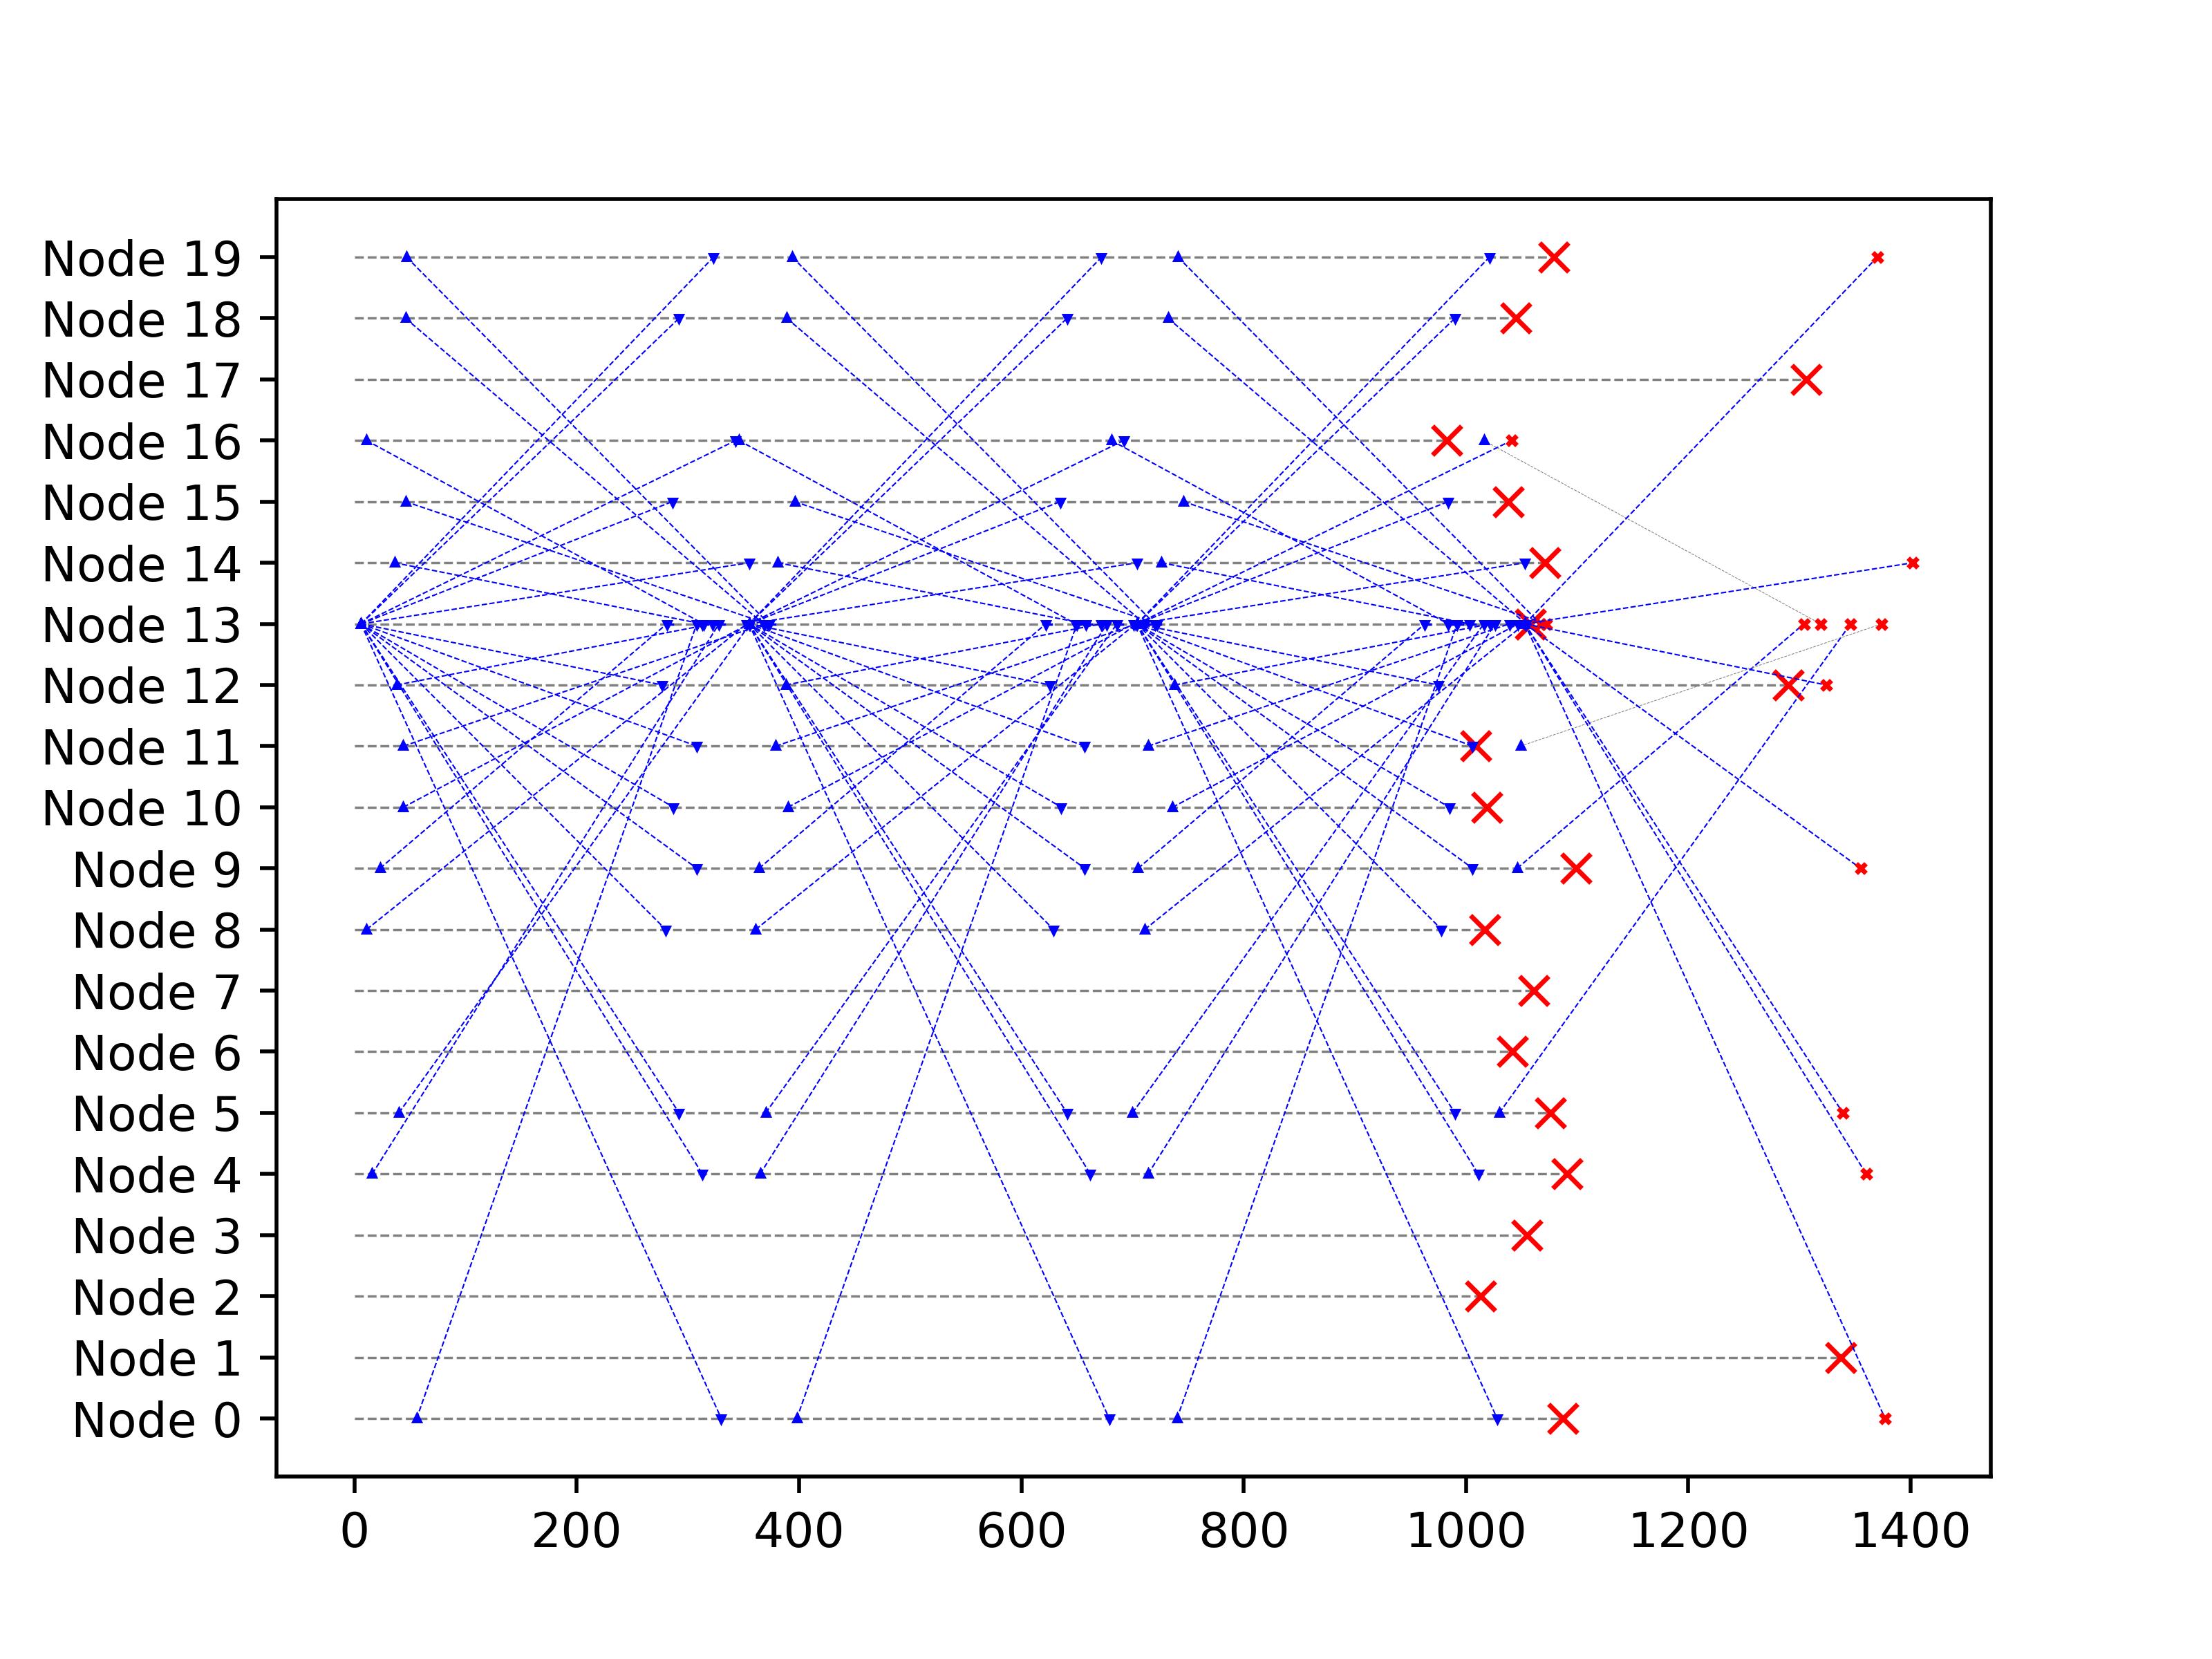 Node 19
Node 18
Node 17
Node 16
Node 15
Node 14
Node 13
Node 12
Node 11
Node 10
Node 9
Node 8
Node 7
Node 6
Node 5
Node 4
Node 3
Node 2
Node 1
Node 0
0 200 400 600 800 1000 1200 1400